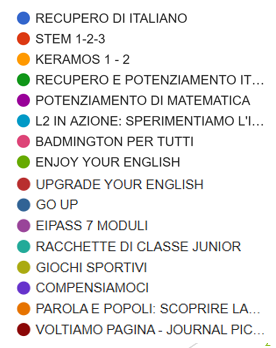 RECUPERO DI ITALIANO
STEM 1-2-3
KERAMOS 1 - 2
RECUPERO E POTENZIAMENTO IT…
POTENZIAMENTO DI MATEMATICA
L2 IN AZIONE: SPERIMENTIAMO L'I…
BADMINTON PER TUTTI
ENJOY YOUR ENGLISH
UPGRADE YOUR ENGLISH
GO UP
EIPASS 7 MODULI
RACCHETTE DI CLASSE JUNIOR
GIOCHI SPORTIVI
COMPENSIAMOCI
PAROLA E POPOLI: SCOPRIRE LA…
VOLTIAMO PAGINA - JOURNAL PIC…